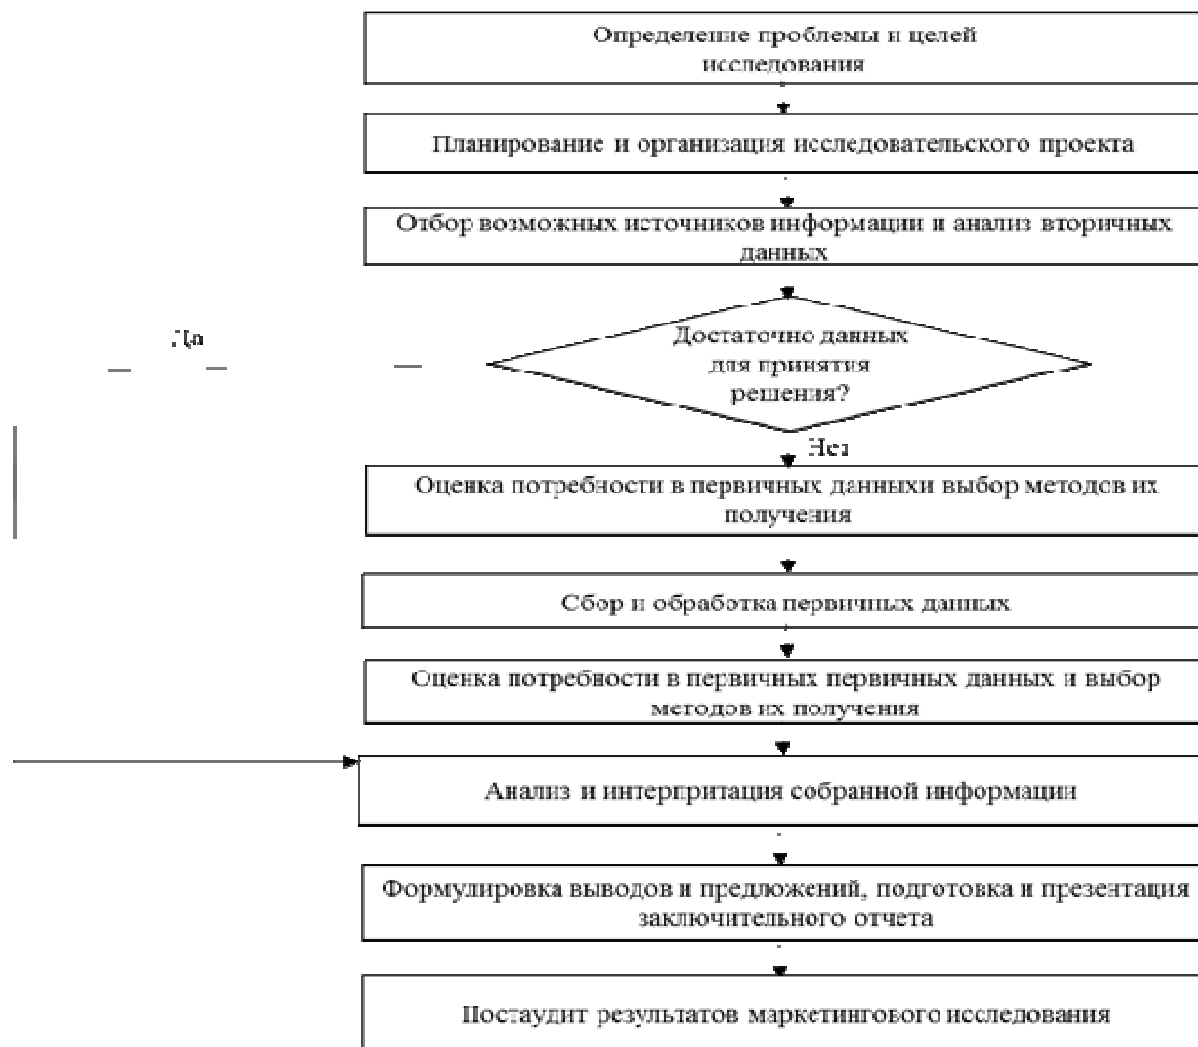 Определение проблемы и целей
исследования
Планирование и организация исследовательского проекта
Отбор возможных источников информации и анализ вторичных
данных
Да
Достаточно данных
для принятия
решения?
Нет
Оценка потребности в первичных данныхи выбор методов их
получения
Сбор и обработка первичных данных
Оценка потребности в первичных первичных данных и выбор
методов их получения
Анализ и интерпритация собранной информации
Формулировка выводов и предложений, подготовка и презентация
заключительного отчета
Постаудит результатов маркетингового исследования